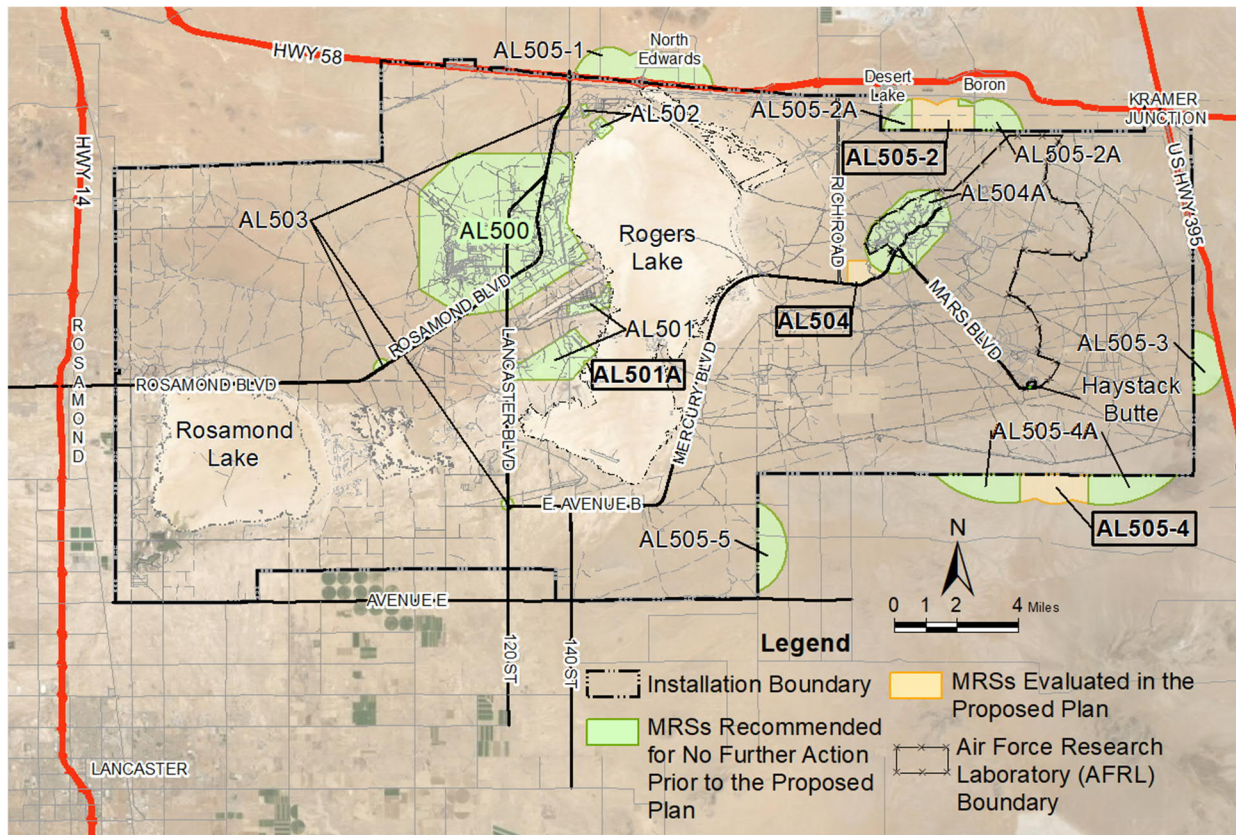 HWY 58
AL505-1
North
Edwards
Desert
Lake
Boron
AL502
AL505-2A
KRAMER
JUNCTION
HWY 14
AL505-2
AL505-2A
US HWY 395
AL504A
AL503
AL500
Rogers
Lake
RICH ROAD
ROSAMOND BLVD
AL501
AL504
MARS BLVD
AL501A
AL505-3
ROSAMOND
ROSAMOND BLVD
LANCASTER BLVD
MERCURY BLVD
Haystack
Butte
Rosamond
Lake
AL505-4A
E. AVENUE B
AL505-4
AL505-5
N
AVENUE E
0 1 2 4 Miles
120 ST
140 ST
LANCASTER
Legend
Installation Boundary
MRSs Recommended
for No Further Action
Prior to the Proposed
Plan
MRSs Evaluated in the
Proposed Plan
Air Force Research
Laboratory (AFRL)
Boundary